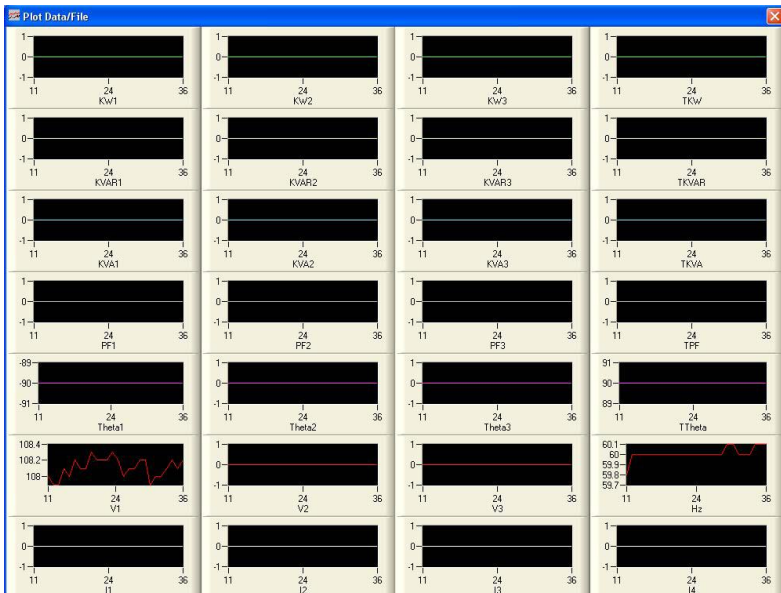 Plot Data/File
1 1 1 1
0 0 0 0
-1 -1 -1 -1
11 24 36 11 24 36 11 24 36 11 24 36
KW1 KW2 KW3 TKW
1 1 1 1
0 0 0 0
-1 -1 -1 -1
11 24 36 11 24 36 11 24 36 11 24 36
KVAR1 KVAR2 KVAR3 TKVAR
1 1 1 1
0 0 0 0
-1 -1 -1 -1
11 24 36 11 24 36 11 24 36 11 24 36
KVA1 KVA2 KVA3 TKVA
1 1 1 1
0 0 0 0
-1 -1 -1 -1
11 24 36 11 24 36 11 24 36 11 24 36
PF1 PF2 PF3 TPF
-89 1 1 91
-90 0 0 90
-91 -1 -1 89
11 24 36 11 24 36 11 24 36 11 24 36
Theta1 Theta2 Theta3 TTheta
108.4 1 1 60.1
108.2 0 0 60
59.9
108 59.8
-1 -1 59.7
11 24 36 11 24 36 11 24 36 11 24 36
V1 V2 V3 Hz
1 1 1 1
0 0 0 0
-1 -1 -1 -1
11 24 36 11 24 36 11 24 36 11 24 36
I1 I2 I3 I4